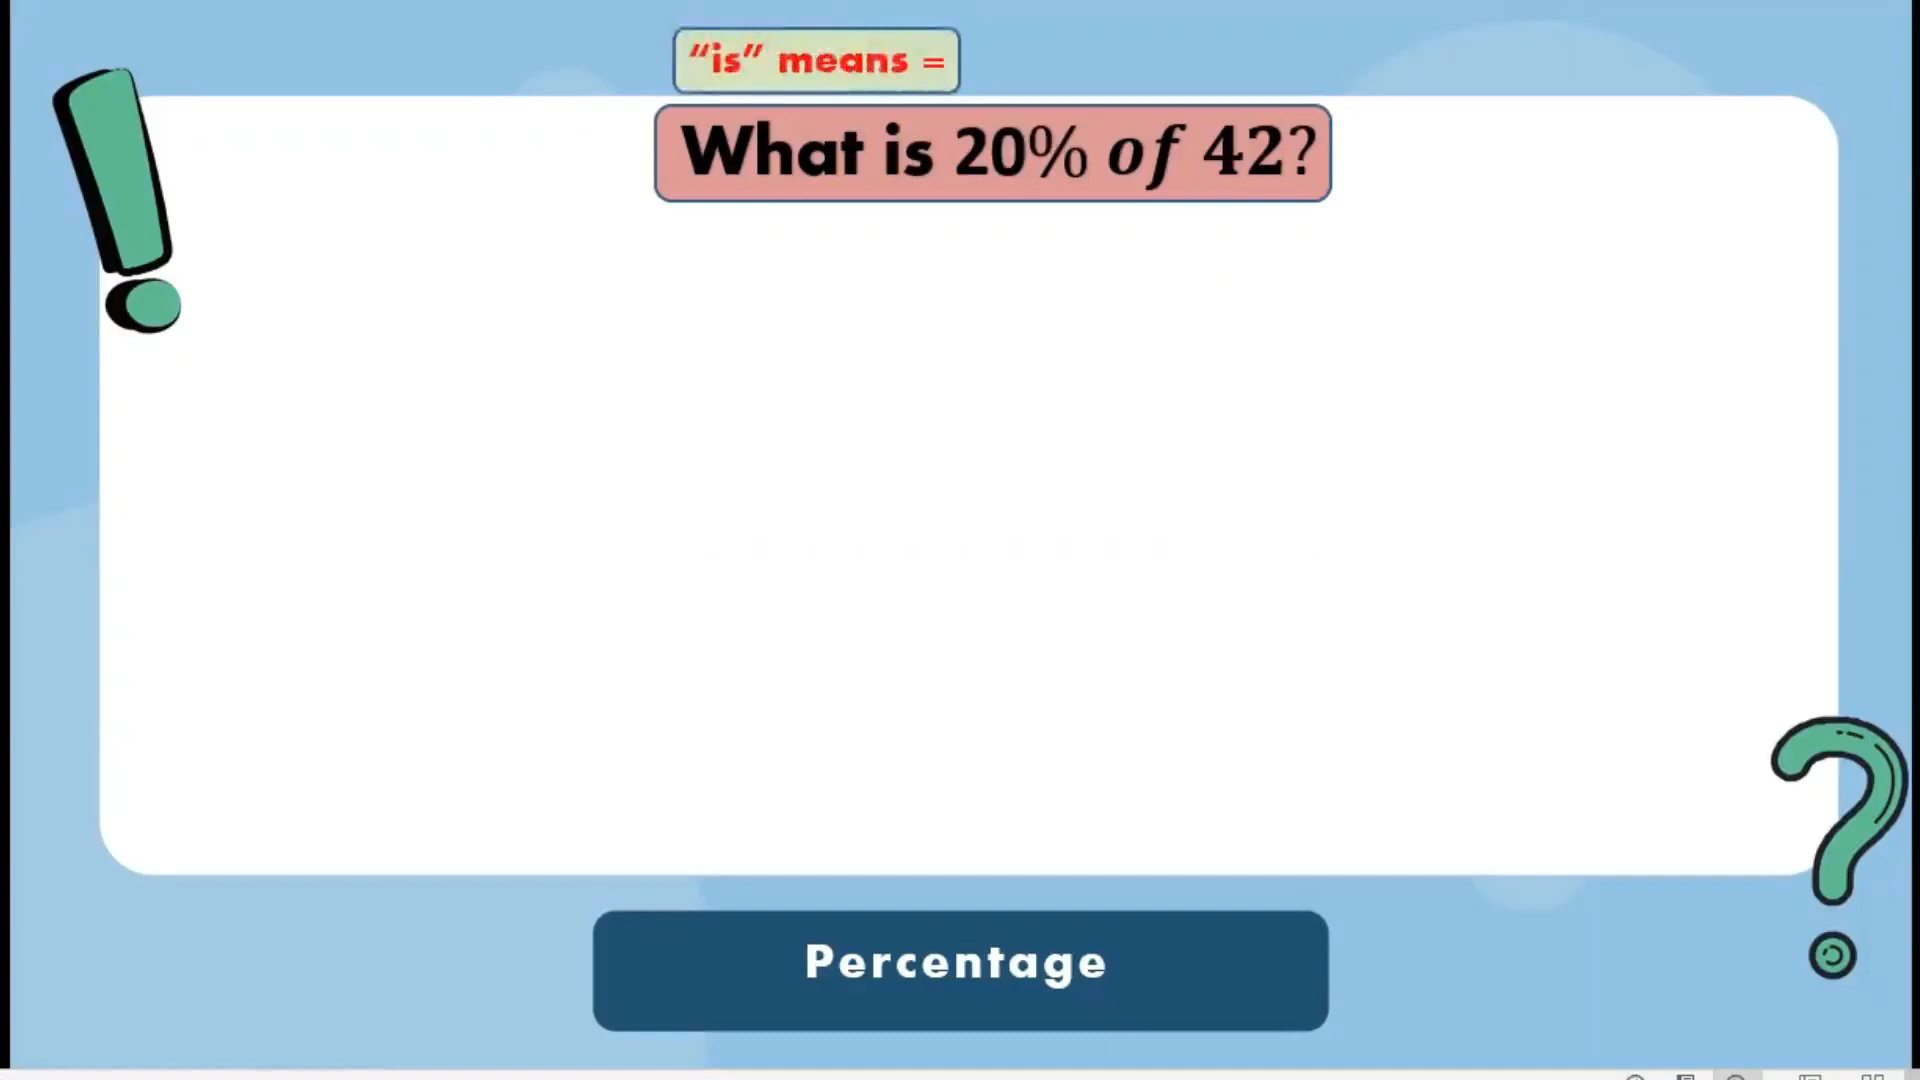 “is” means =
What is 20% of 42?
Percentage